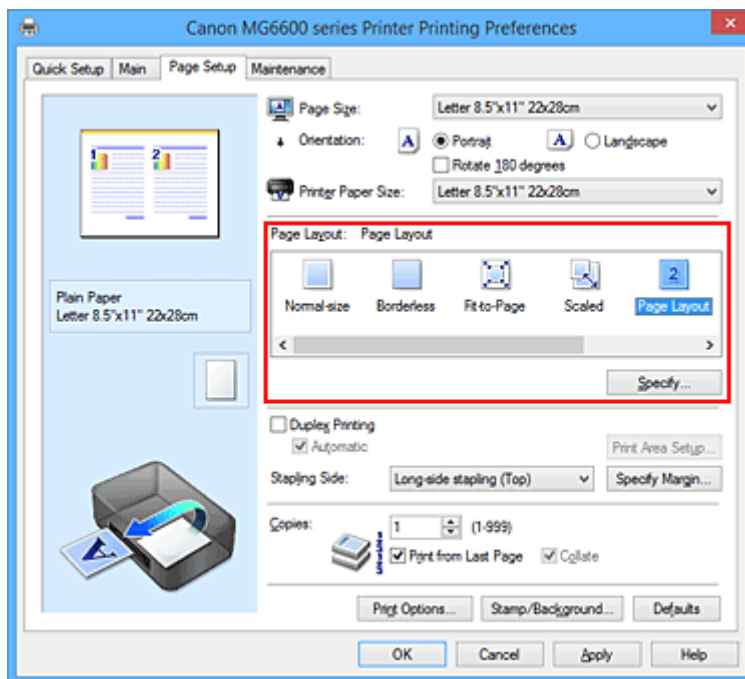 Canon MG6600 series Printer Printing Preferences
Quick Setup Main Page Setup Maintenance
Page Size: Letter 8.5"x11" 22x28cm
Orientation: A Portrait A Landscape
Rotate 180 degrees
Printer Paper Size: Letter 8.5"x11" 22x28cm
1 2
Page Layout: Page Layout
2
Normal-size Borderless Fit-to-Page Scaled Page Layout
Plain Paper
Letter 8.5"x11" 22x28cm
Specify...
Duplex Printing
Automatic Print Area Setup...
Stapling Side: Long-side stapling (Top) Specify Margin...
Copies: 1 (1-999)
Print from Last Page Collate
A
Print Options... Stamp/Background... Defaults
OK Cancel Apply Help